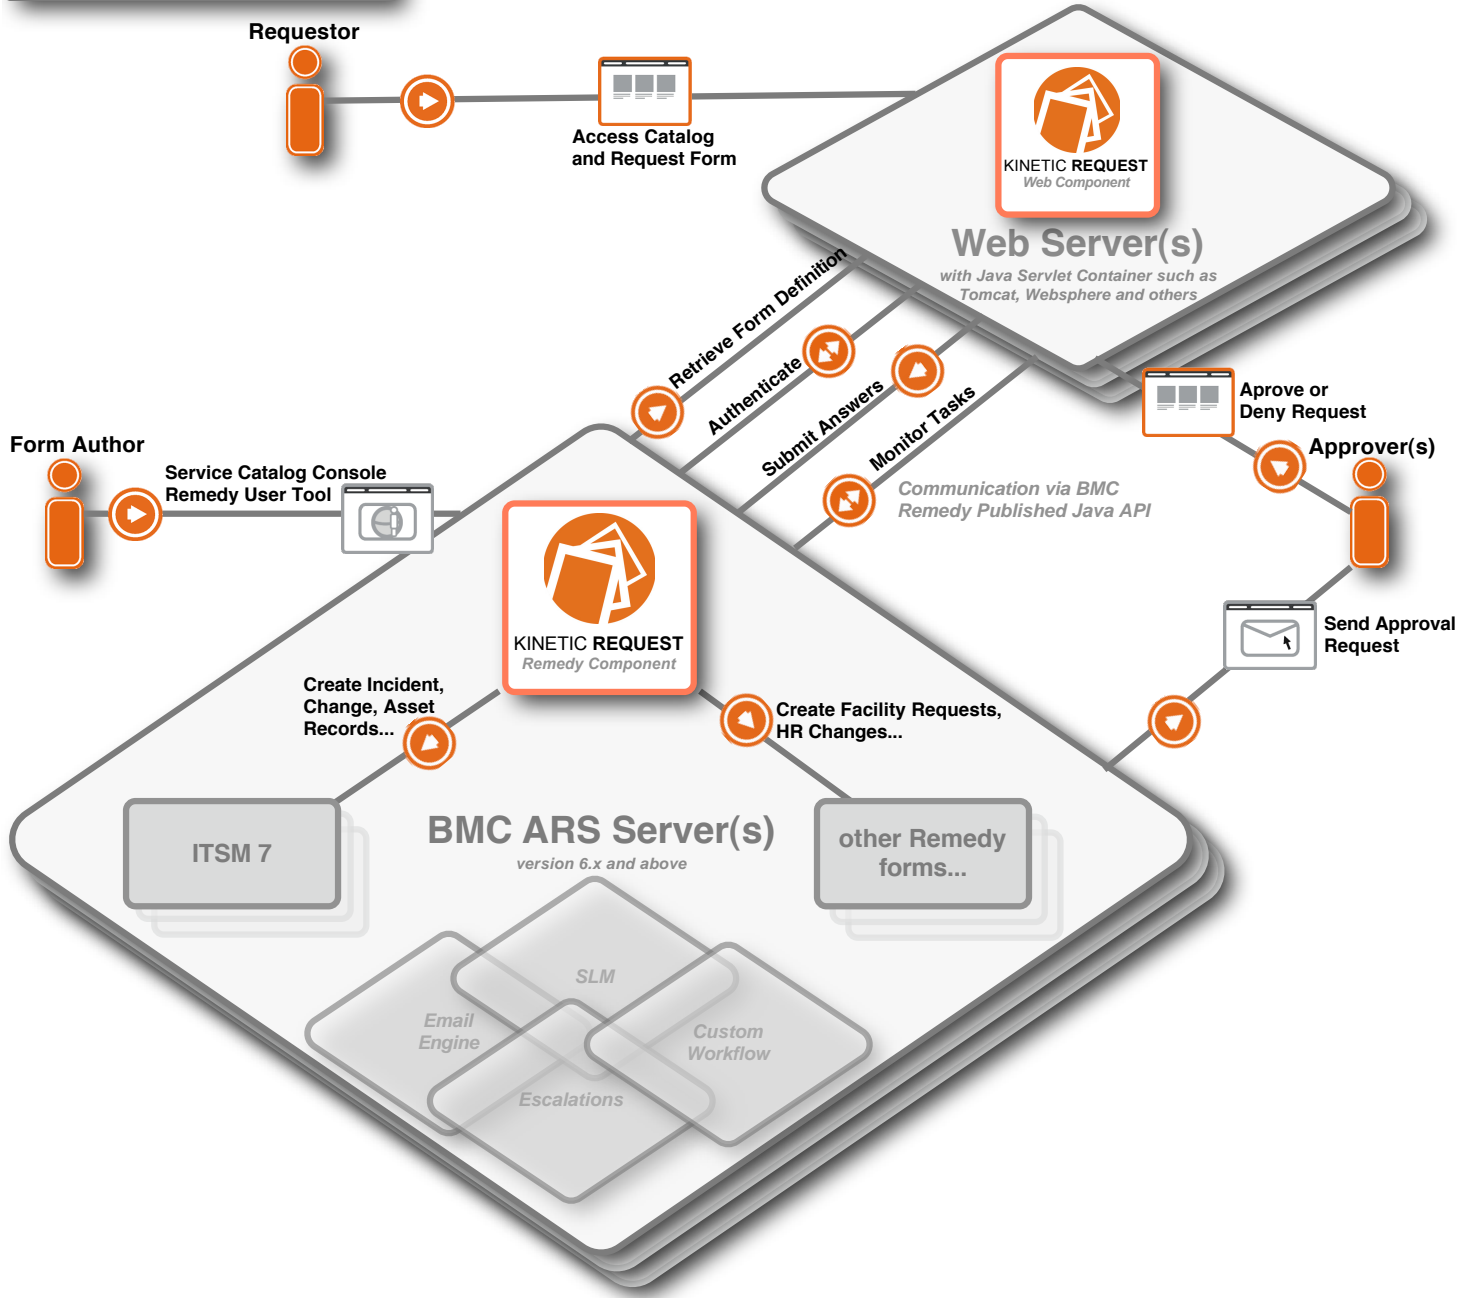 Requestor
Access Catalog
and Request Form
KINETIC REQUEST
Web Component
Web Server(s)
with Java Servlet Container such as
Tomcat, Websphere and others
Retrieve Form Definition
Authenticate
Submit Answers
Monitor Tasks
Communication via BMC
Remedy Published Java API
Aprove or
Deny Request
Approver(s)
Form Author
Service Catalog Console
Remedy User Tool
KINETIC REQUEST
Remedy Component
Send Approval
Request
Create Incident,
Change, Asset
Records...
Create Facility Requests,
HR Changes...
ITSM 7
BMC ARS Server(s)
version 6.x and above
other Remedy
forms...
SLM
Email
Engine
Custom
Workflow
Escalations